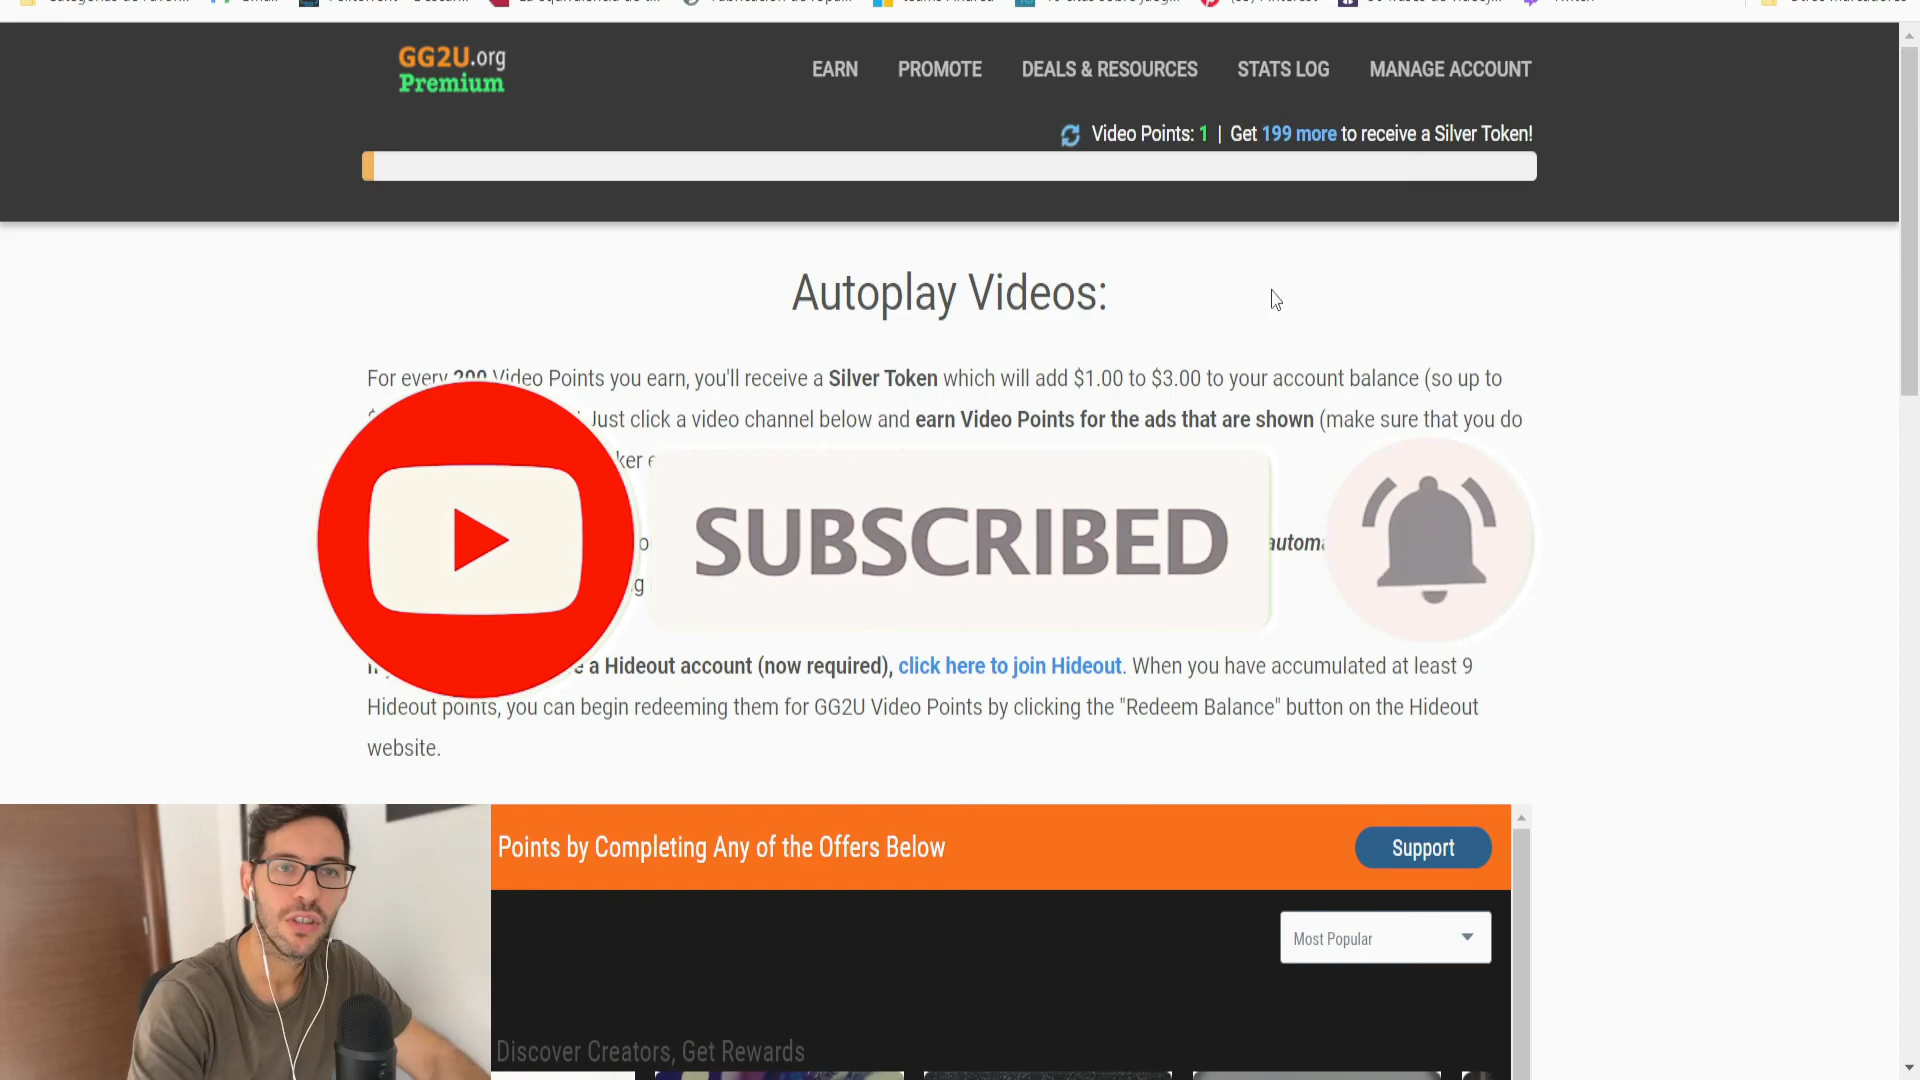 GG2U.org
Premium
EARN PROMOTE DEALS & RESOURCES STATS LOG MANAGE ACCOUNT
Video Points: 1 | Get 199 more to receive a Silver Token!
Autoplay Videos:
For every 200 Video Points you earn, you'll receive a Silver Token which will add $1.00 to $3.00 to your account balance (so up to
Just click a video channel below and earn Video Points for the ads that are shown (make sure that you do
SUBSCRIBED
a Hideout account (now required), click here to join Hideout. When you have accumulated at least 9
Hideout points, you can begin redeeming them for GG2U Video Points by clicking the "Redeem Balance" button on the Hideout
website.
Points by Completing Any of the Offers Below
Support
Most Popular
Discover Creators, Get Rewards